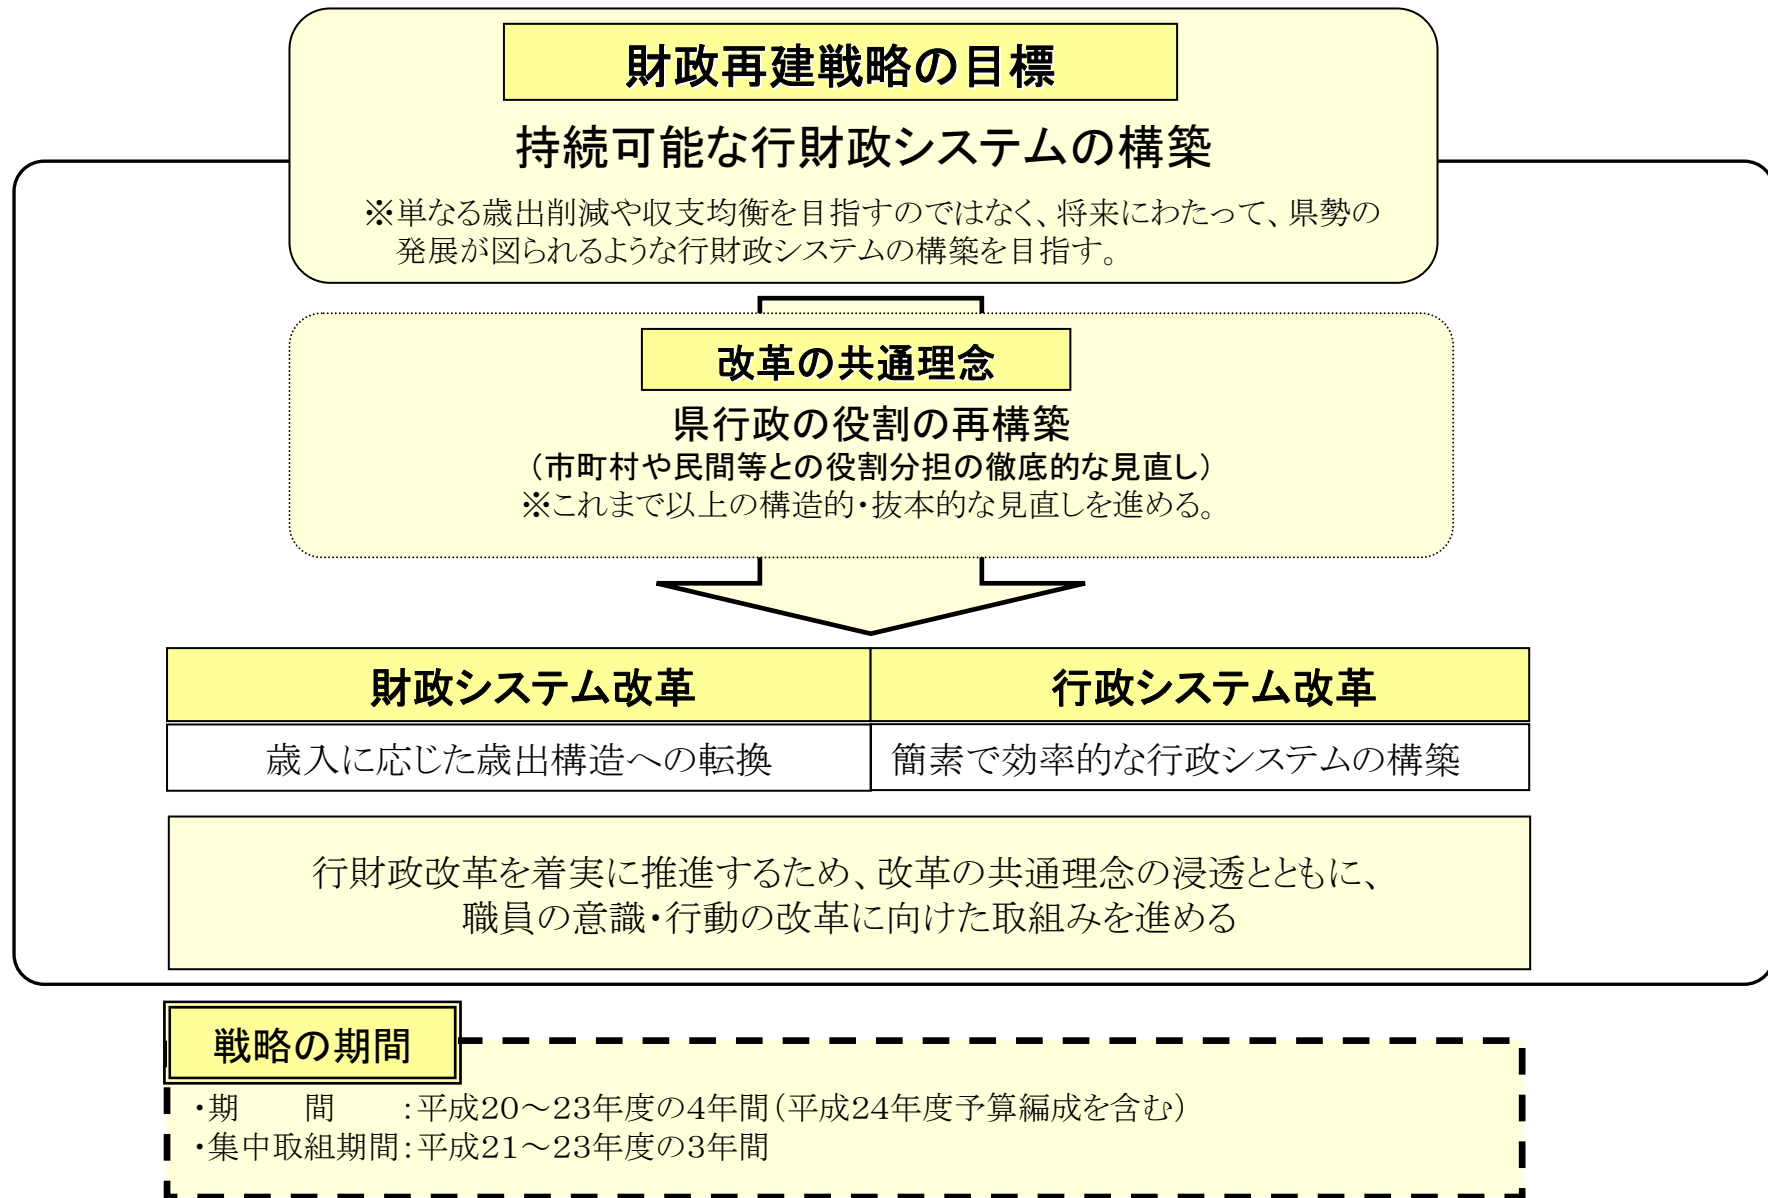 財政再建戦略の目標
持続可能な行財政システムの構築
※単なる歳出削減や収支均衡を目指すのではなく、将来にわたって、県勢の
発展が図られるような行財政システムの構築を目指す。
改革の共通理念
県行政の役割の再構築
（市町村や民間等との役割分担の徹底的な見直し）
※これまで以上の構造的・抜本的な見直しを進める。
財政システム改革
行政システム改革
歳入に応じた歳出構造への転換
簡素で効率的な行政システムの構築
行財政改革を着実に推進するため、改革の共通理念の浸透とともに、
職員の意識・行動の改革に向けた取組みを進める
戦略の期間
・期　　間　　：平成20～23年度の4年間（平成24年度予算編成を含む）
・集中取組期間：平成21～23年度の3年間